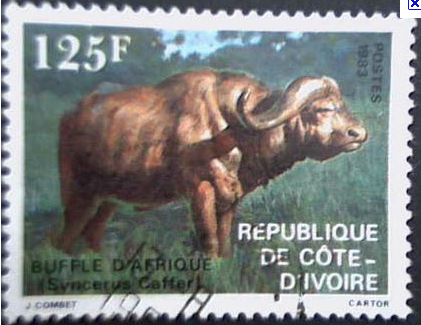 125F
POSTES
1983
REPUBLIQUE
DE CÔTE-
D'IVOIRE
BUFFLE D'AFRIQUE
(Syncerus Caffer)
J. COMBET
CARTOR